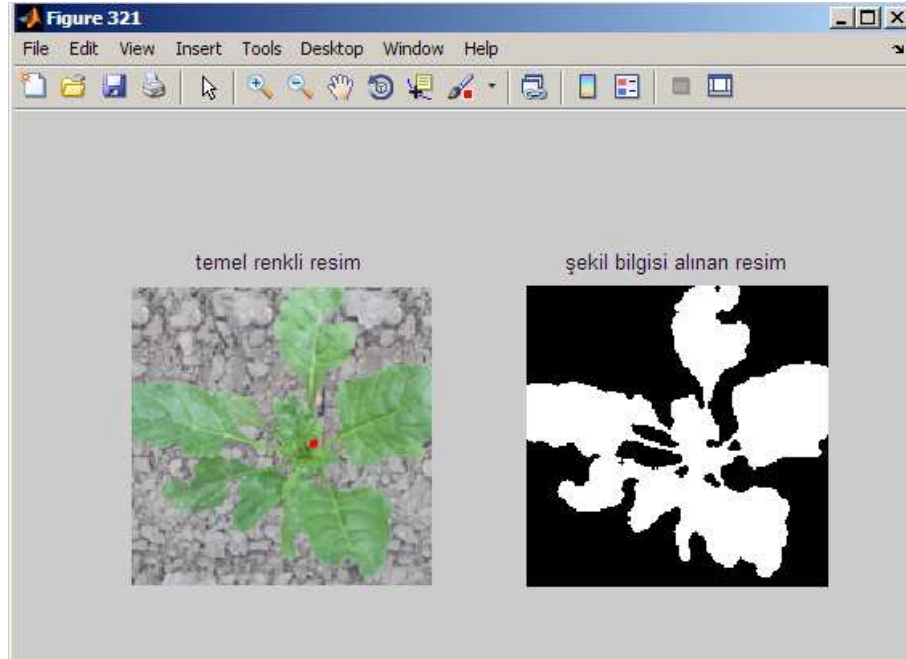 Figure 321
File Edit View Insert Tools Desktop Window Help
temel renkli resim
şekil bilgisi alınan resim